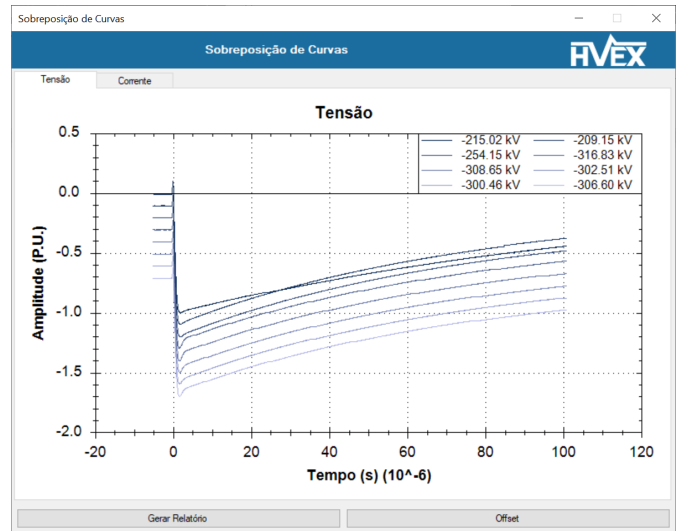 Sobreposição de Curvas
Sobreposição de Curvas
HVEX
Tensão Corrente
Tensão
-215.02 kV -209.15 kV
-254.15 kV -316.83 kV
-308.65 kV -302.51 kV
-300.46 kV -306.60 kV
0.5
0.0
-0.5
-1.0
-1.5
-2.0
Amplitude (P.U.)
-20 0 20 40 60 80 100 120
Tempo (s) (10^-6)
Gerar Relatório Offset